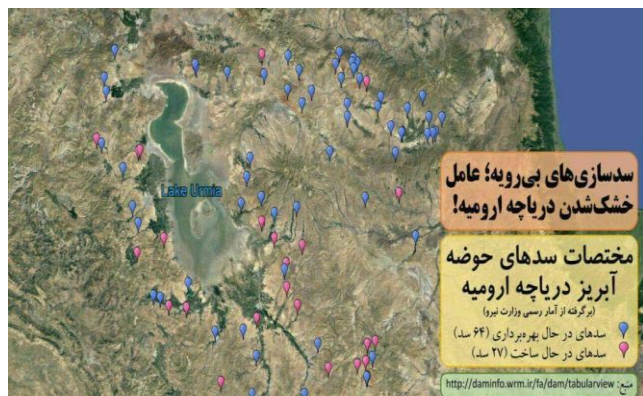 Lake Urmia
سدسازی‌های بی‌رویه؛ عامل
خشک‌شدن دریاچه ارومیه!
مختصات سدهای حوضه
آبریز دریاچه ارومیه
(برگرفته از آمار رسمی وزارت نیرو)
سدهای در حال بهره‌برداری (۶۴ سد)
سدهای در حال ساخت (۲۷ سد)
منبع: http://daminfo.wrm.ir/fa/dam/tabularview